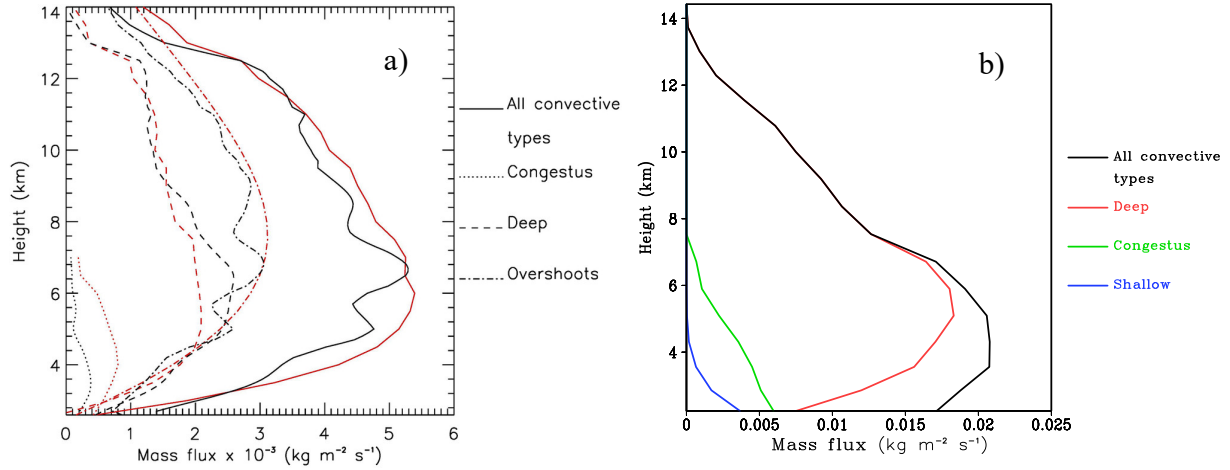 a)
14
12
10
8
6
4
Height (km)
0 1 2 3 4 5 6
Mass flux x 10⁻³ (kg m⁻² s⁻¹)
All convective
types
Congestus
Deep
Overshoots
b)
14
12
10
8
6
4
Height (km)
0 0.005 0.01 0.015 0.02 0.025
Mass flux (kg m⁻² s⁻¹)
All convective
types
Deep
Congestus
Shallow